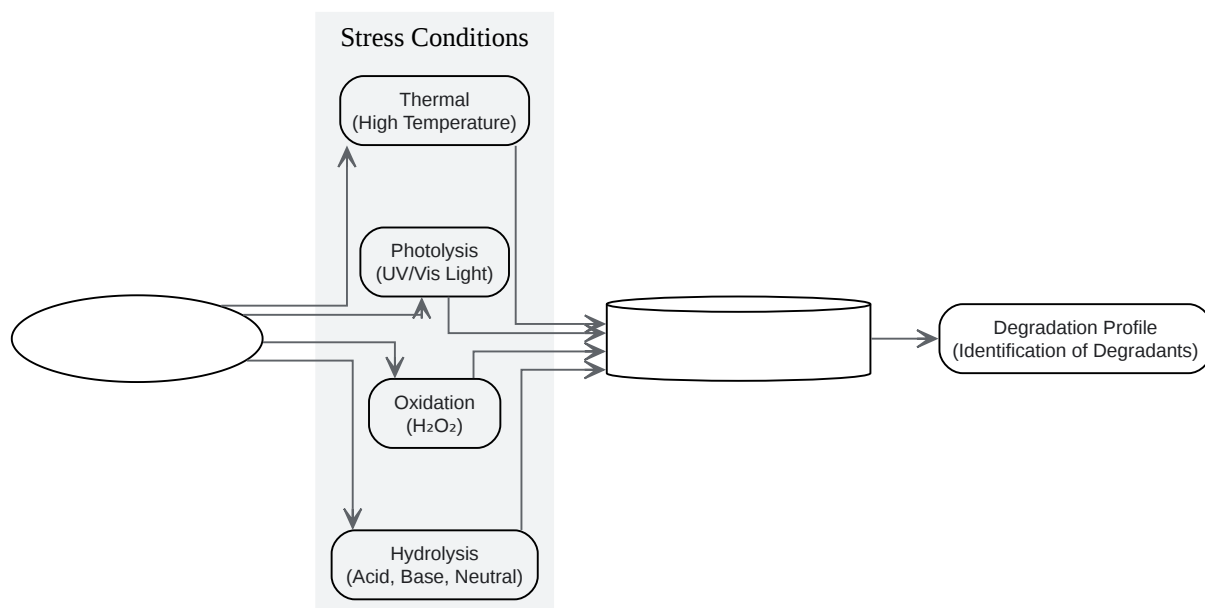 Stress Conditions
Thermal
(High Temperature)
Photolysis
(UV/Vis Light)
Oxidation
(H₂O₂)
Hydrolysis
(Acid, Base, Neutral)
Degradation Profile
(Identification of Degradants)